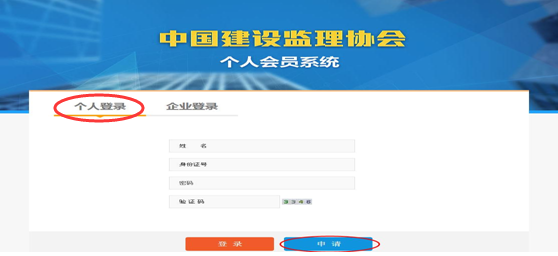 中国建设监理协会
个人会员系统
个人登录 企业登录
姓 名
身份证号
密码
验证码 3346
登录 申请